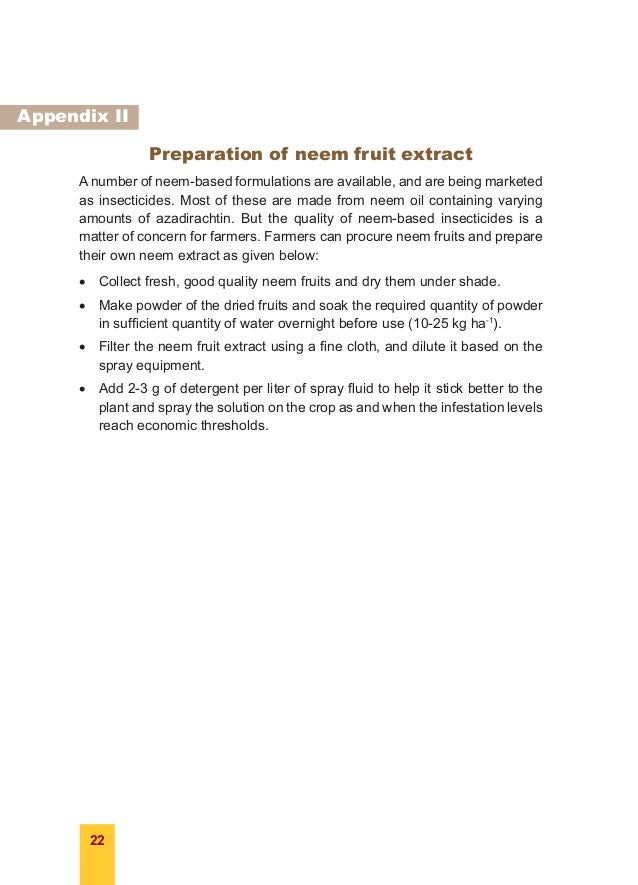 Appendix II
Preparation of neem fruit extract
A number of neem-based formulations are available, and are being marketed
as insecticides. Most of these are made from neem oil containing varying
amounts of azadirachtin. But the quality of neem-based insecticides is a
matter of concern for farmers. Farmers can procure neem fruits and prepare
their own neem extract as given below:
• Collect fresh, good quality neem fruits and dry them under shade.
• Make powder of the dried fruits and soak the required quantity of powder
in sufficient quantity of water overnight before use (10-25 kg ha⁻¹).
• Filter the neem fruit extract using a fine cloth, and dilute it based on the
spray equipment.
• Add 2-3 g of detergent per liter of spray fluid to help it stick better to the
plant and spray the solution on the crop as and when the infestation levels
reach economic thresholds.
22